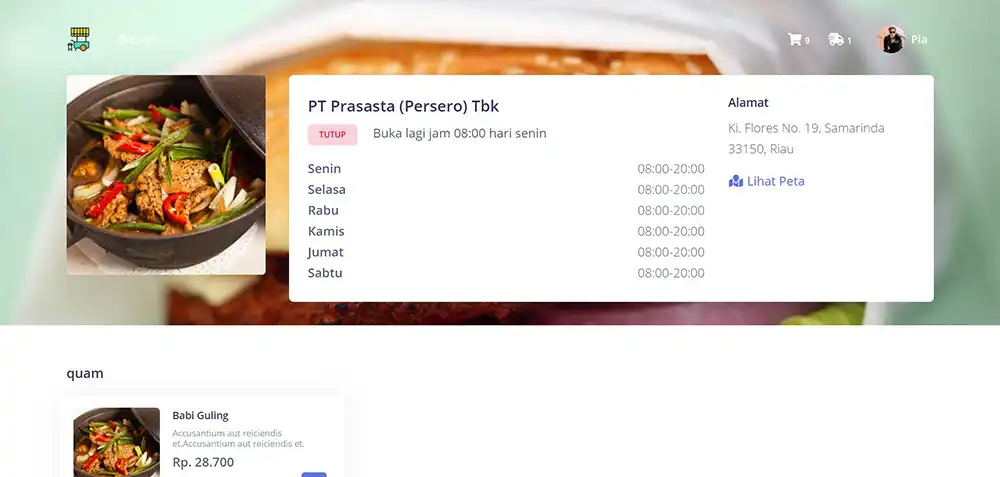 9
1
Pia
PT Prasasta (Persero) Tbk
TUTUP
Buka lagi jam 08:00 hari senin
Senin 08:00-20:00
Selasa 08:00-20:00
Rabu 08:00-20:00
Kamis 08:00-20:00
Jumat 08:00-20:00
Sabtu 08:00-20:00
Alamat
Ki. Flores No. 19, Samarinda
33150, Riau
Lihat Peta
quam
Babi Guling
Accusantium aut reiciendis
et.Accusantium aut reiciendis et.
Rp. 28.700